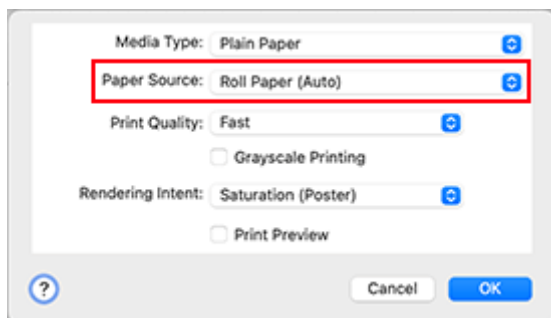 Media Type: Plain Paper
Paper Source: Roll Paper (Auto)
Print Quality: Fast
Grayscale Printing
Rendering Intent: Saturation (Poster)
Print Preview
? Cancel OK